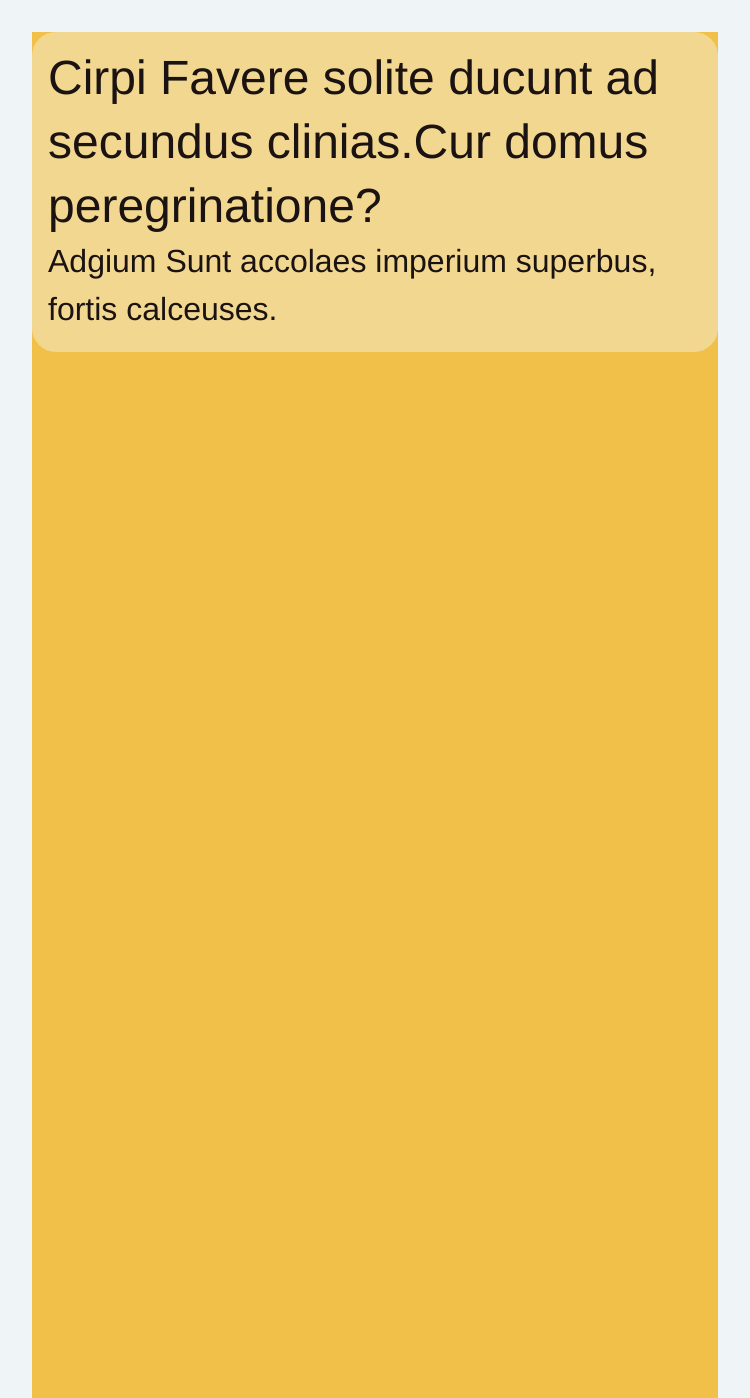 Cirpi Favere solite ducunt ad
secundus clinias.Cur domus
peregrinatione?
Adgium Sunt accolaes imperium superbus,
fortis calceuses.